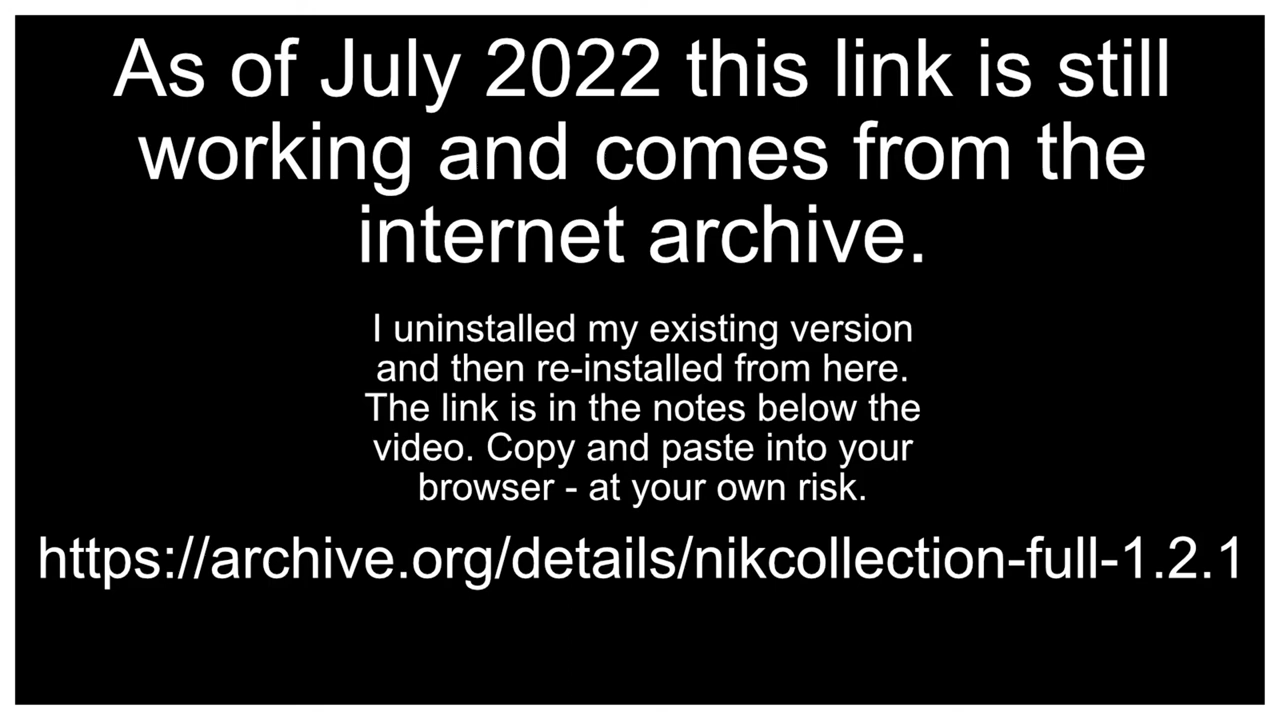 As of July 2022 this link is still
working and comes from the
internet archive.
I uninstalled my existing version
and then re-installed from here.
The link is in the notes below the
video. Copy and paste into your
browser - at your own risk.
https://archive.org/details/nikcollection-full-1.2.1